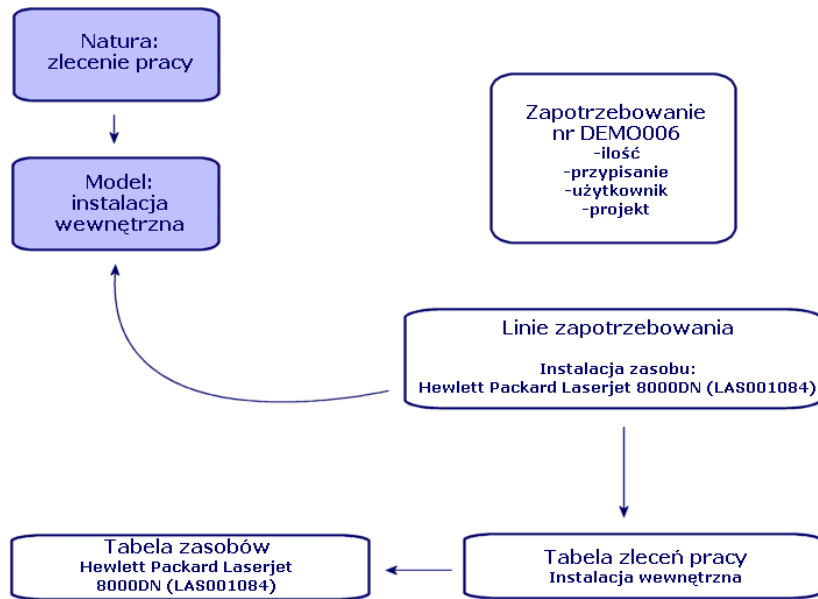 Natura:
zlecenie pracy
Zapotrzebowanie
nr DEMO006
-ilość
-przypisanie
-użytkownik
-projekt
Model:
instalacja
wewnętrzna
Linie zapotrzebowania
Instalacja zasobu:
Hewlett Packard Laserjet 8000DN (LAS001084)
Tabela zasobów
Hewlett Packard Laserjet
8000DN (LAS001084)
Tabela zleceń pracy
Instalacja wewnętrzna